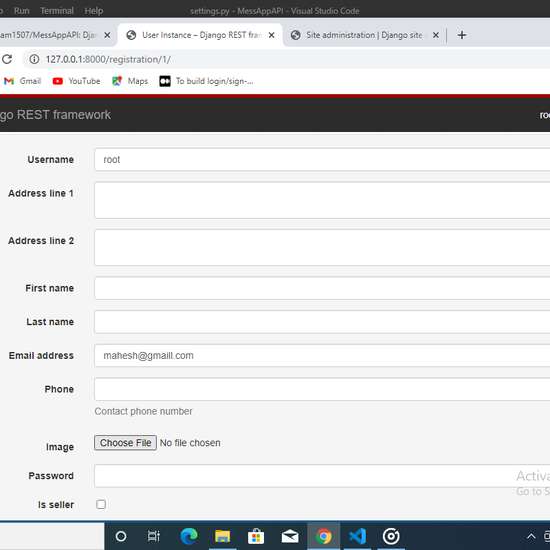 Run Terminal Help settings.py - MessAppAPI - Visual Studio Code
am1507/MessAppAPI: Dja User Instance – Django REST fram Site administration | Django site
127.0.0.1:8000/registration/1/
Gmail YouTube Maps To build login/sign-...
go REST framework roo
Username root
Address line 1
Address line 2
First name
Last name
Email address mahesh@gmaill.com
Phone
Contact phone number
Image Choose File No file chosen
Password
Activa
Go to S
Is seller